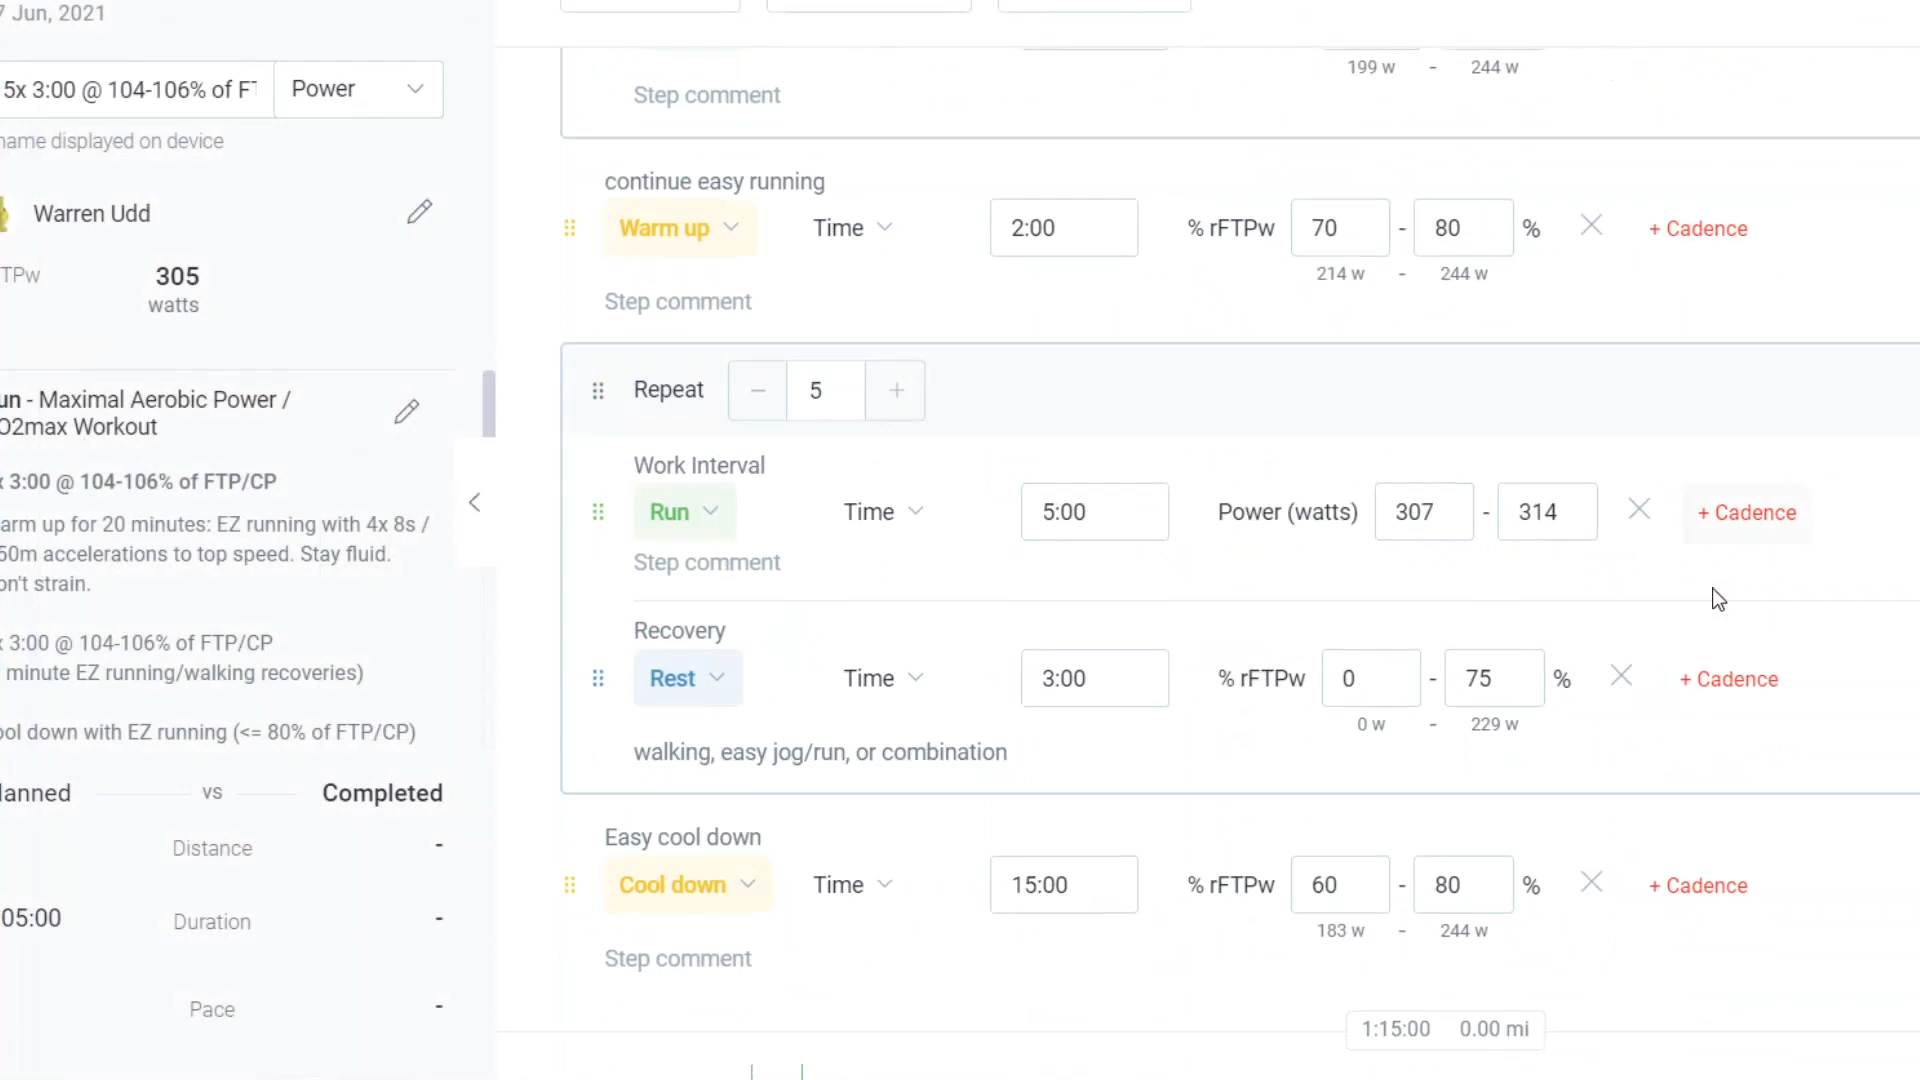 7 Jun, 2021
5x 3:00 @ 104-106% of FT
Power
name displayed on device
Warren Udd
TPw
305
watts
un - Maximal Aerobic Power /
O2max Workout
x 3:00 @ 104-106% of FTP/CP
arm up for 20 minutes: EZ running with 4x 8s /
50m accelerations to top speed. Stay fluid.
on't strain.
x 3:00 @ 104-106% of FTP/CP
minute EZ running/walking recoveries)
ool down with EZ running (<= 80% of FTP/CP)
lanned vs Completed
Distance -
05:00 Duration -
Pace -
199 w - 244 w
Step comment
continue easy running
Warm up Time 2:00 % rFTPw 70 - 80 % + Cadence
214 w - 244 w
Step comment
Repeat − 5 +
Work Interval
Run Time 5:00 Power (watts) 307 - 314 + Cadence
Step comment
Recovery
Rest Time 3:00 % rFTPw 0 - 75 % + Cadence
0 w - 229 w
walking, easy jog/run, or combination
Easy cool down
Cool down Time 15:00 % rFTPw 60 - 80 % + Cadence
183 w - 244 w
Step comment
1:15:00 0.00 mi